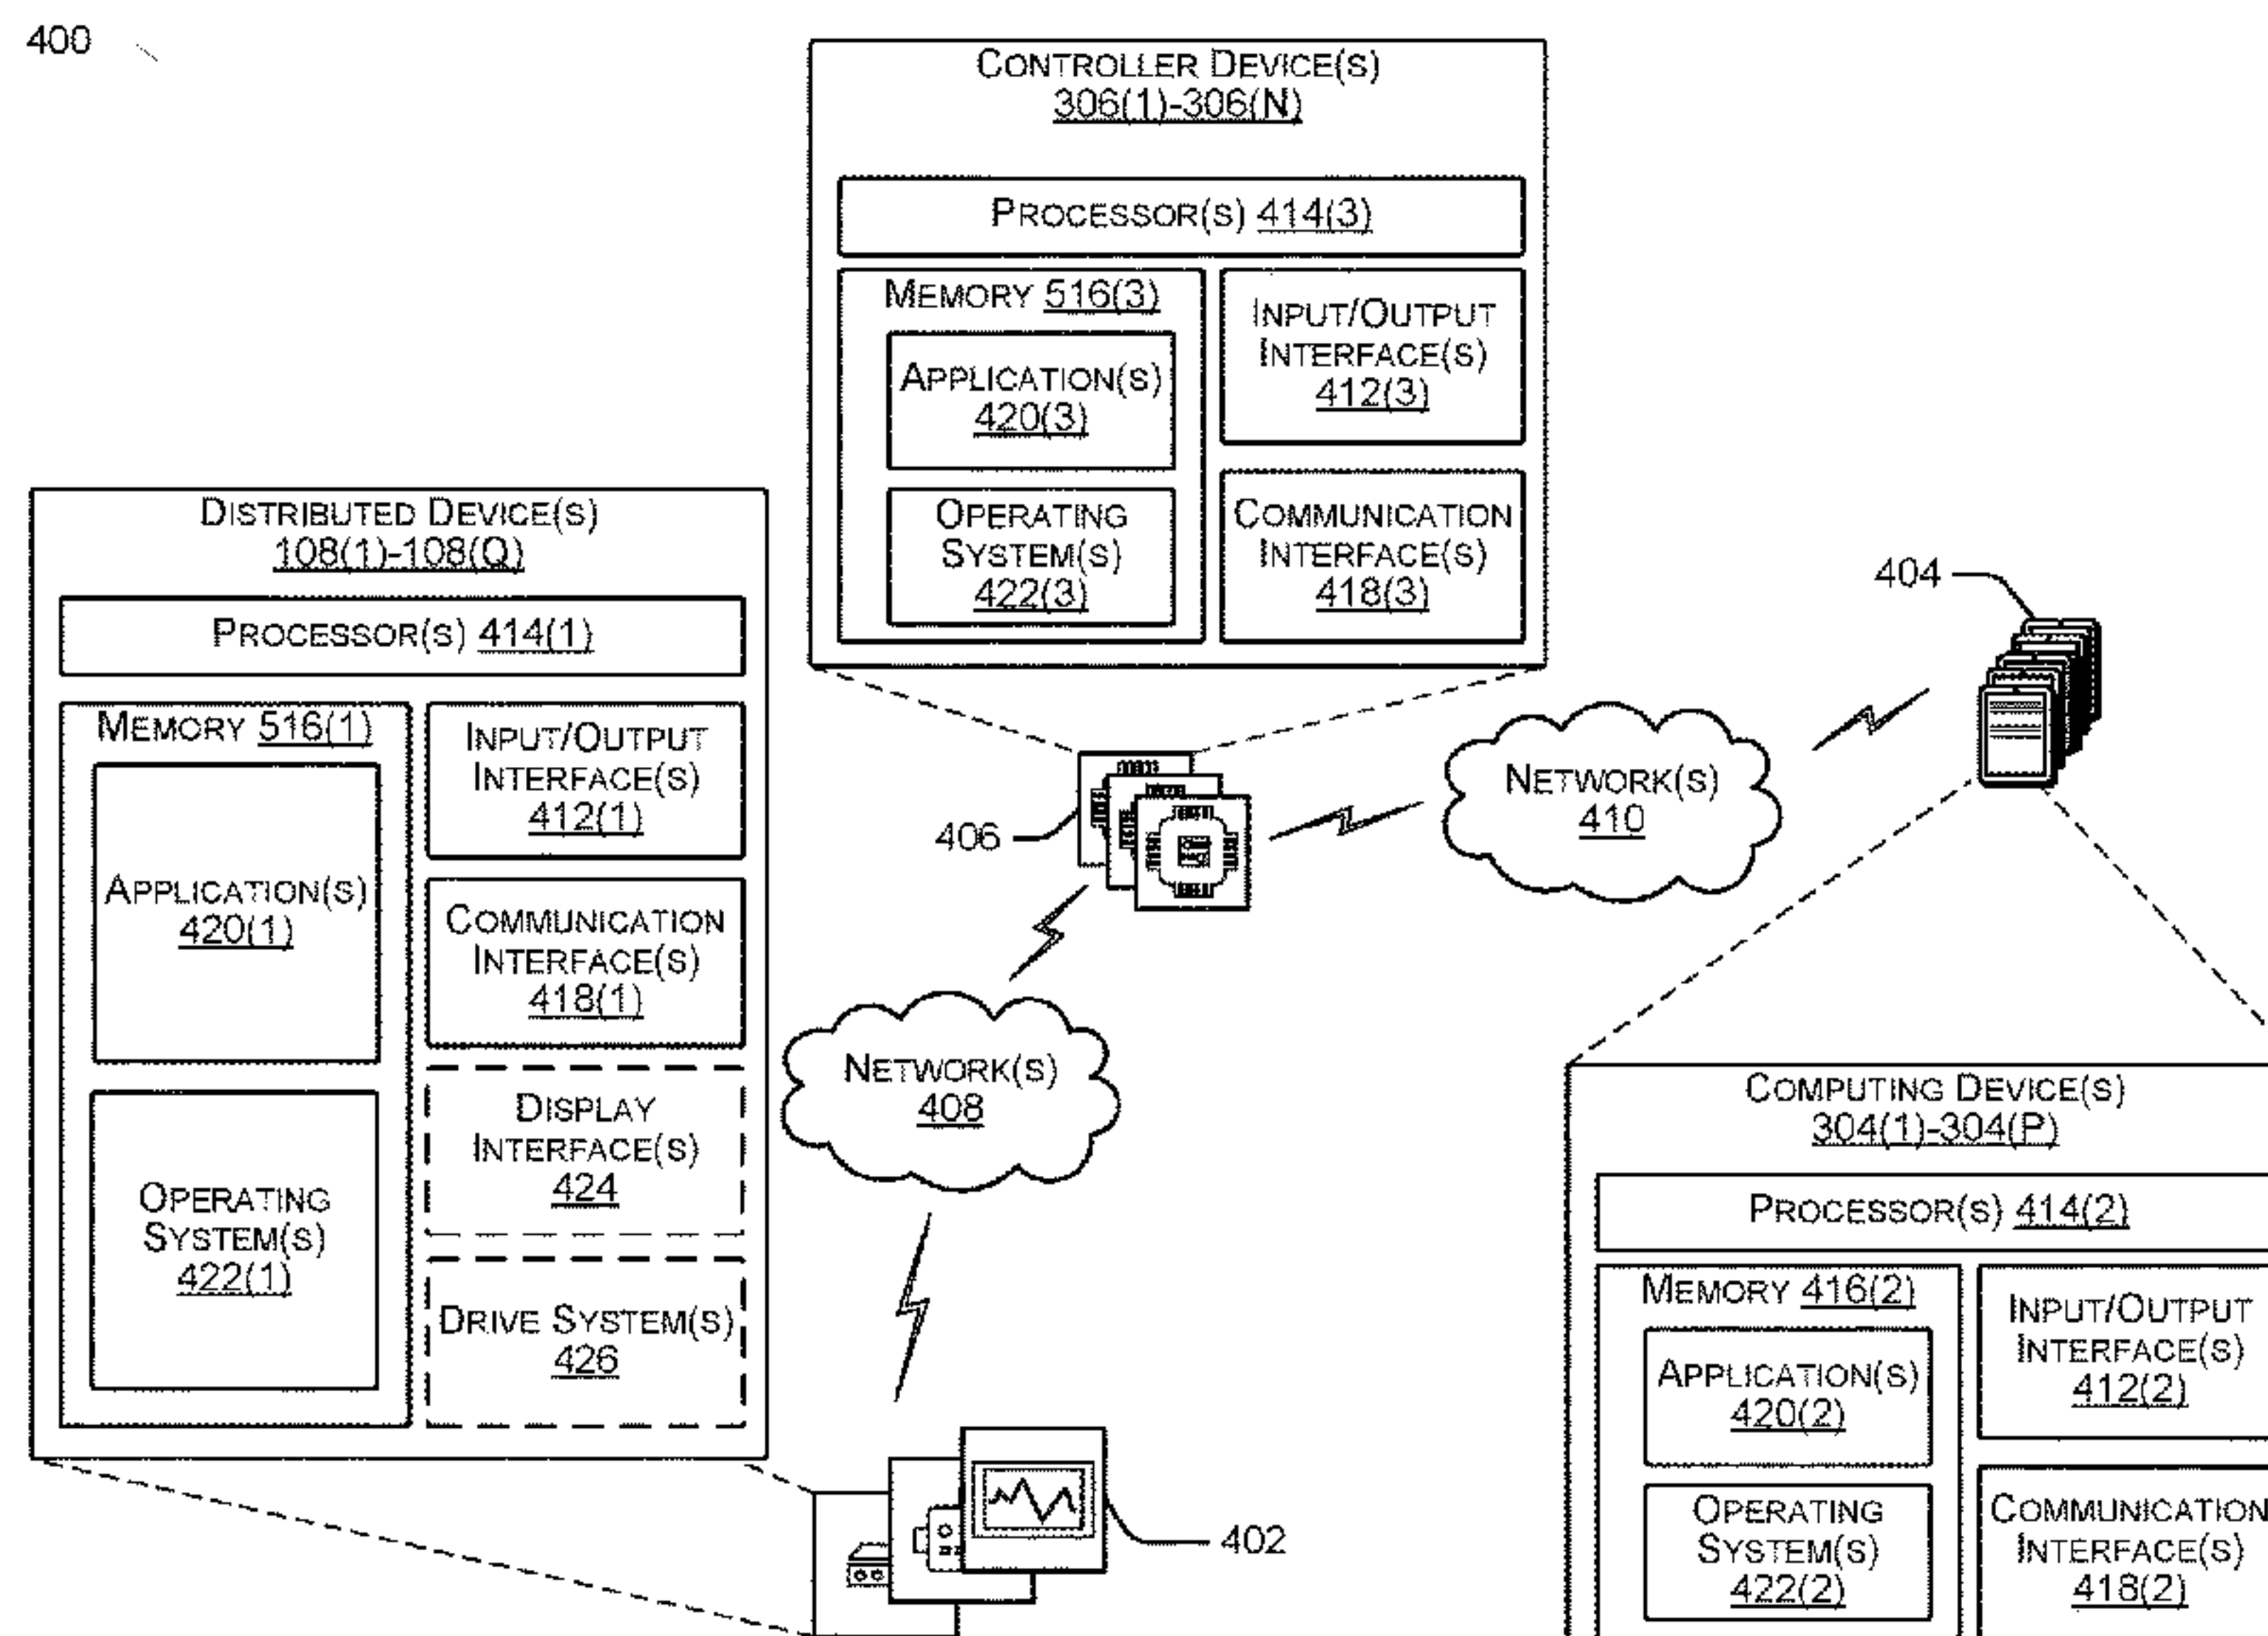 400
CONTROLLER DEVICE(S)
306(1)-306(N)
PROCESSOR(S) 414(3)
MEMORY 516(3)
APPLICATION(S)
420(3)
OPERATING
SYSTEM(S)
422(3)
INPUT/OUTPUT
INTERFACE(S)
412(3)
COMMUNICATION
INTERFACE(S)
418(3)
DISTRIBUTED DEVICE(S)
108(1)-108(Q)
PROCESSOR(S) 414(1)
MEMORY 516(1)
APPLICATION(S)
420(1)
OPERATING
SYSTEM(S)
422(1)
INPUT/OUTPUT
INTERFACE(S)
412(1)
COMMUNICATION
INTERFACE(S)
418(1)
DISPLAY
INTERFACE(S)
424
DRIVE SYSTEM(S)
426
404
406
NETWORK(S)
410
NETWORK(S)
408
402
COMPUTING DEVICE(S)
304(1)-304(P)
PROCESSOR(S) 414(2)
MEMORY 416(2)
APPLICATION(S)
420(2)
OPERATING
SYSTEM(S)
422(2)
INPUT/OUTPUT
INTERFACE(S)
412(2)
COMMUNICATION
INTERFACE(S)
418(2)